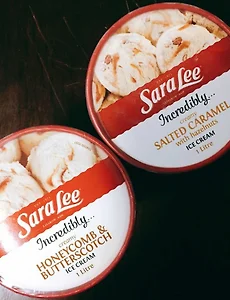 Sara Lee
Incredibly...
creamy
SALTED CARAMEL
with hazelnuts
ICE CREAM
1 Litre
Sara Lee
Incredibly...
creamy
HONEYCOMB &
BUTTERSCOTCH
ICE CREAM
1 Litre